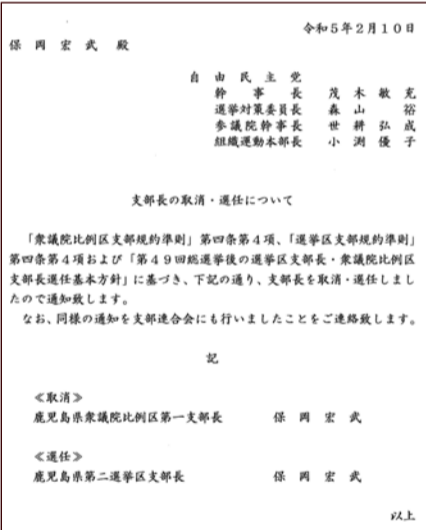 令和5年2月10日
保岡宏武 殿
自由民主党
幹事長 茂木敏充
選挙対策委員長 森山裕
参議院幹事長 世耕弘成
組織運動本部長 小渕優子
支部長の取消・選任について
「衆議院比例区支部規約準則」第四条第4項、「選挙区支部規約準則」
第四条第4項および「第49回総選挙後の選挙区支部長・衆議院比例区
支部長選任基本方針」に基づき、下記の通り、支部長を取消・選任しまし
たので通知致します。
なお、同様の通知を支部連合会にも行いましたことをご連絡致します。
記
≪取消≫
鹿児島県衆議院比例区第一支部長 保岡宏武
≪選任≫
鹿児島県第二選挙区支部長 保岡宏武
以上